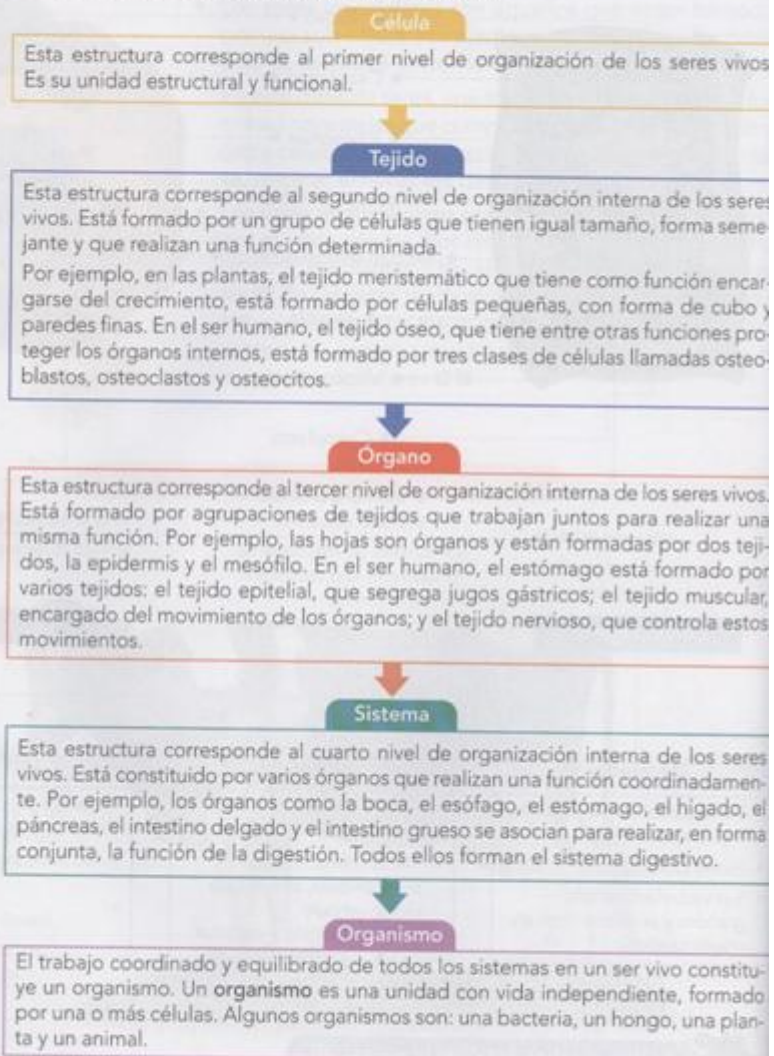 Célula
Esta estructura corresponde al primer nivel de organización de los seres vivos
Es su unidad estructural y funcional.
Tejido
Esta estructura corresponde al segundo nivel de organización interna de los seres
vivos. Está formado por un grupo de células que tienen igual tamaño, forma seme-
jante y que realizan una función determinada.
Por ejemplo, en las plantas, el tejido meristemático que tiene como función encar-
garse del crecimiento, está formado por células pequeñas, con forma de cubo y
paredes finas. En el ser humano, el tejido óseo, que tiene entre otras funciones pro-
teger los órganos internos, está formado por tres clases de células llamadas osteo-
blastos, osteoclastos y osteocitos.
Órgano
Esta estructura corresponde al tercer nivel de organización interna de los seres vivos.
Está formado por agrupaciones de tejidos que trabajan juntos para realizar una
misma función. Por ejemplo, las hojas son órganos y están formadas por dos teji-
dos, la epidermis y el mesófilo. En el ser humano, el estómago está formado por
varios tejidos: el tejido epitelial, que segrega jugos gástricos; el tejido muscular,
encargado del movimiento de los órganos; y el tejido nervioso, que controla estos
movimientos.
Sistema
Esta estructura corresponde al cuarto nivel de organización interna de los seres
vivos. Está constituido por varios órganos que realizan una función coordinadamen-
te. Por ejemplo, los órganos como la boca, el esófago, el estómago, el hígado, el
páncreas, el intestino delgado y el intestino grueso se asocian para realizar, en forma
conjunta, la función de la digestión. Todos ellos forman el sistema digestivo.
Organismo
El trabajo coordinado y equilibrado de todos los sistemas en un ser vivo constitu-
ye un organismo. Un organismo es una unidad con vida independiente, formado
por una o más células. Algunos organismos son: una bacteria, un hongo, una plan-
ta y un animal.